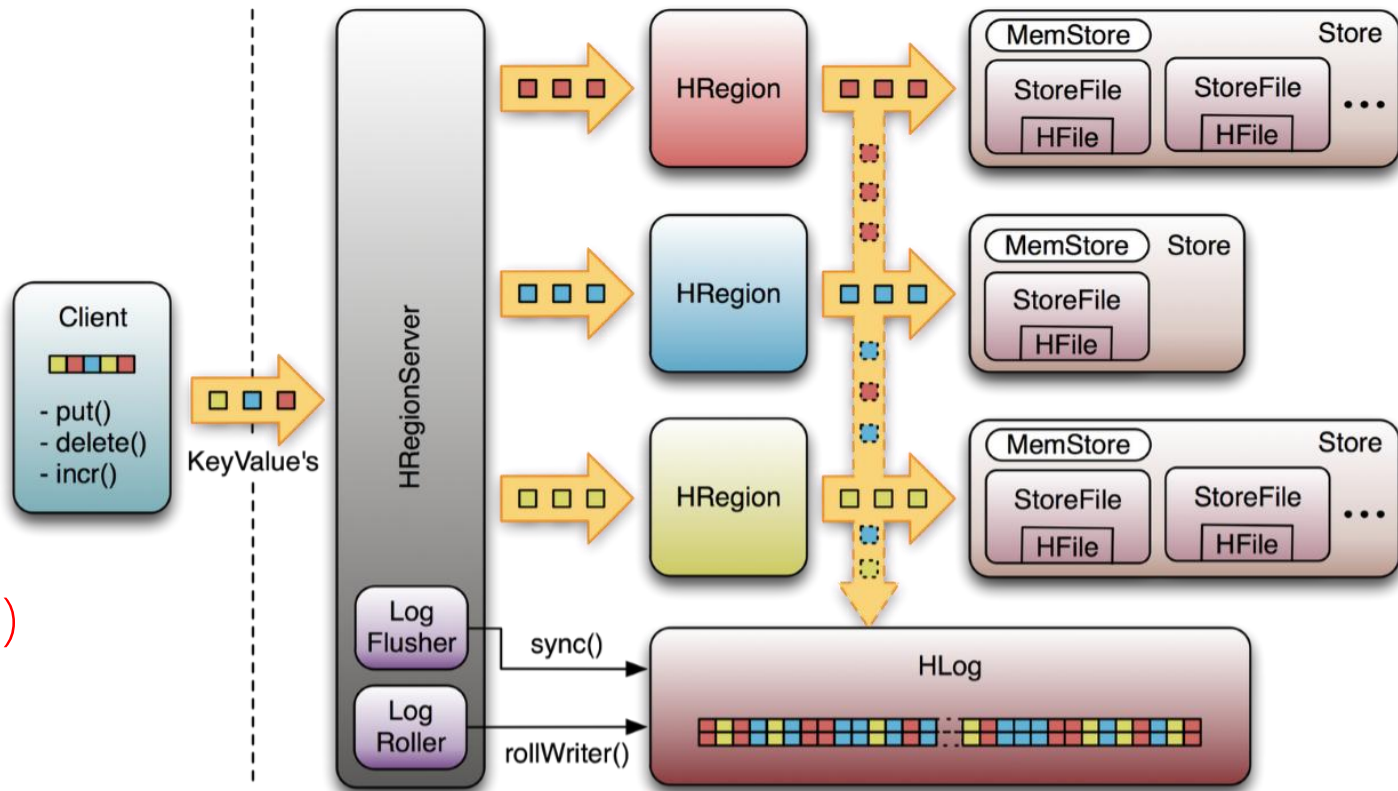 Client
- put()
- delete()
- incr()
KeyValue's
HRegionServer
Log
Flusher
Log
Roller
sync()
rollWriter()
HRegion
MemStore
Store
StoreFile
HFile
StoreFile
HFile
...
HRegion
MemStore
Store
StoreFile
HFile
HRegion
MemStore
Store
StoreFile
HFile
StoreFile
HFile
...
HLog
)